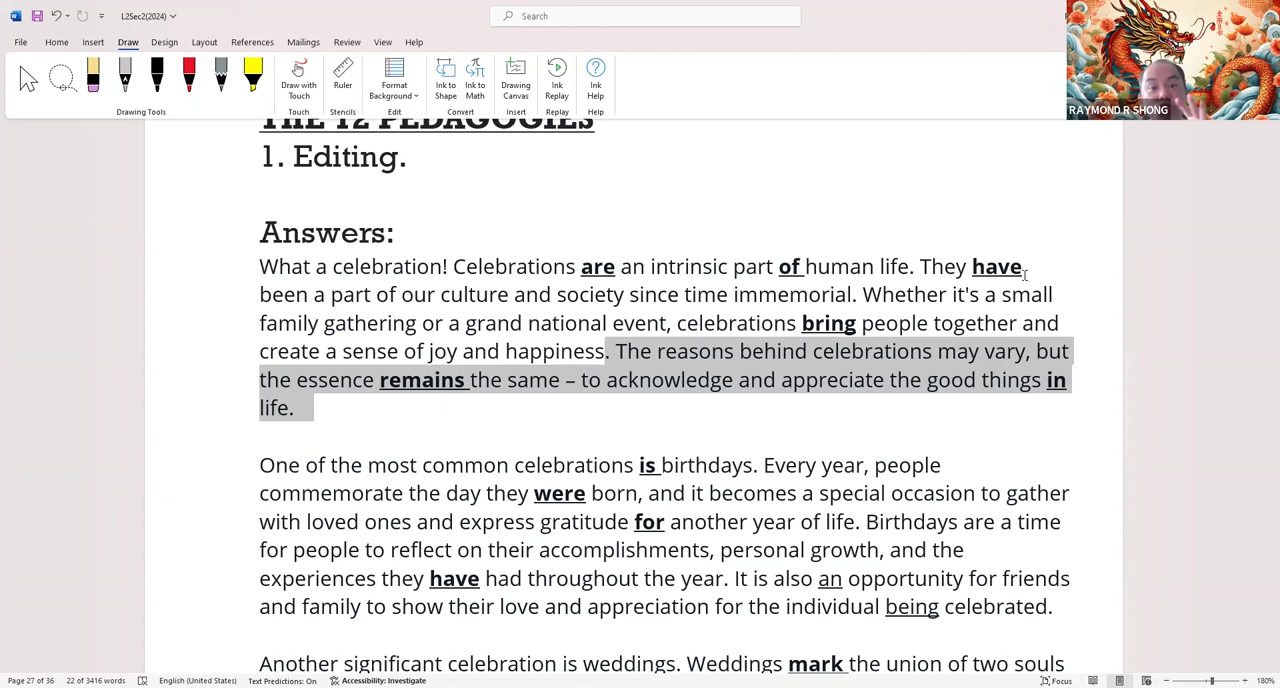 L2Sec2(2024)
Search
File Home Insert Draw Design Layout References Mailings Review View Help
Draw with Touch
Ruler
Format Background
Ink to Shape
Ink to Math
Drawing Canvas
Ink Replay
Ink Help
Drawing Tools Touch Stencils Edit Convert Insert Replay Help
RAYMOND R SHONG
THE 12 PEDAGOGIES
1. Editing.
Answers:
What a celebration! Celebrations are an intrinsic part of human life. They have
been a part of our culture and society since time immemorial. Whether it's a small
family gathering or a grand national event, celebrations bring people together and
create a sense of joy and happiness. The reasons behind celebrations may vary, but
the essence remains the same – to acknowledge and appreciate the good things in
life.
One of the most common celebrations is birthdays. Every year, people
commemorate the day they were born, and it becomes a special occasion to gather
with loved ones and express gratitude for another year of life. Birthdays are a time
for people to reflect on their accomplishments, personal growth, and the
experiences they have had throughout the year. It is also an opportunity for friends
and family to show their love and appreciation for the individual being celebrated.
Another significant celebration is weddings. Weddings mark the union of two souls
Page 27 of 36 22 of 3416 words English (United States) Text Predictions: On Accessibility: Investigate Focus 180%